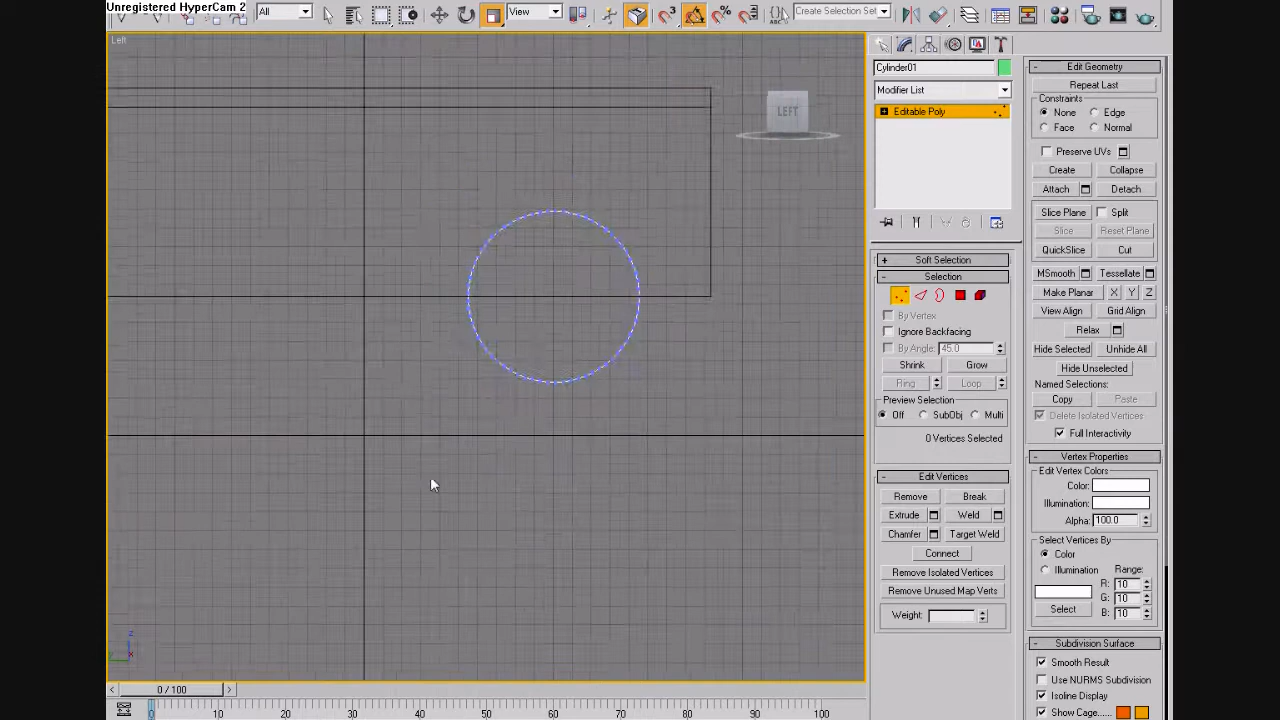 Unregistered HyperCam 2
All
View
3
Create Selection Set
Left
LEFT
Cylinder01
Modifier List
Editable Poly
Soft Selection
Selection
By Vertex
Ignore Backfacing
By Angle: 45.0
Shrink Grow
Ring Loop
Preview Selection
Off SubObj Multi
0 Vertices Selected
Edit Vertices
Remove Break
Extrude Weld
Chamfer Target Weld
Connect
Remove Isolated Vertices
Remove Unused Map Verts
Weight:
Edit Geometry
Repeat Last
Constraints
None Edge
Face Normal
Preserve UVs
Create Collapse
Attach Detach
Slice Plane Split
Slice Reset Plane
QuickSlice Cut
MSmooth Tessellate
Make Planar X Y Z
View Align Grid Align
Relax
Hide Selected Unhide All
Hide Unselected
Named Selections:
Copy Paste
Delete Isolated Vertices
Full Interactivity
Vertex Properties
Edit Vertex Colors
Color:
Illumination:
Alpha: 100.0
Select Vertices By
Color
Illumination Range:
R: 10
G: 10
Select B: 10
Subdivision Surface
Smooth Result
Use NURMS Subdivision
Isoline Display
Show Cage......
z
x
0 / 100
0 10 20 30 40 50 60 70 80 90 100